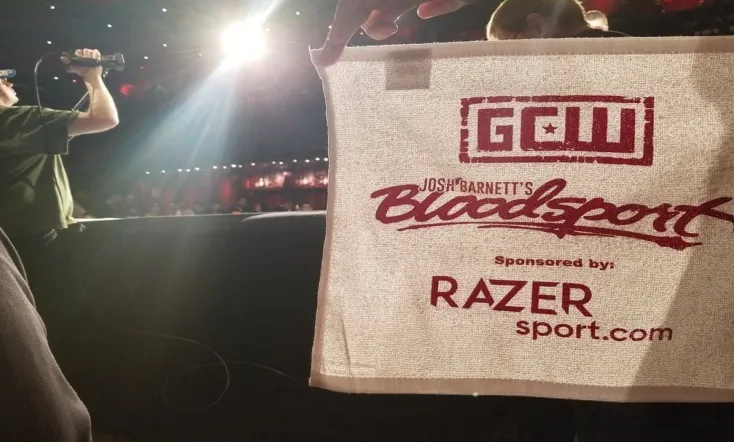 GCW
JOSH BARNETT'S
Bloodsport
Sponsored by:
RAZER
sport.com